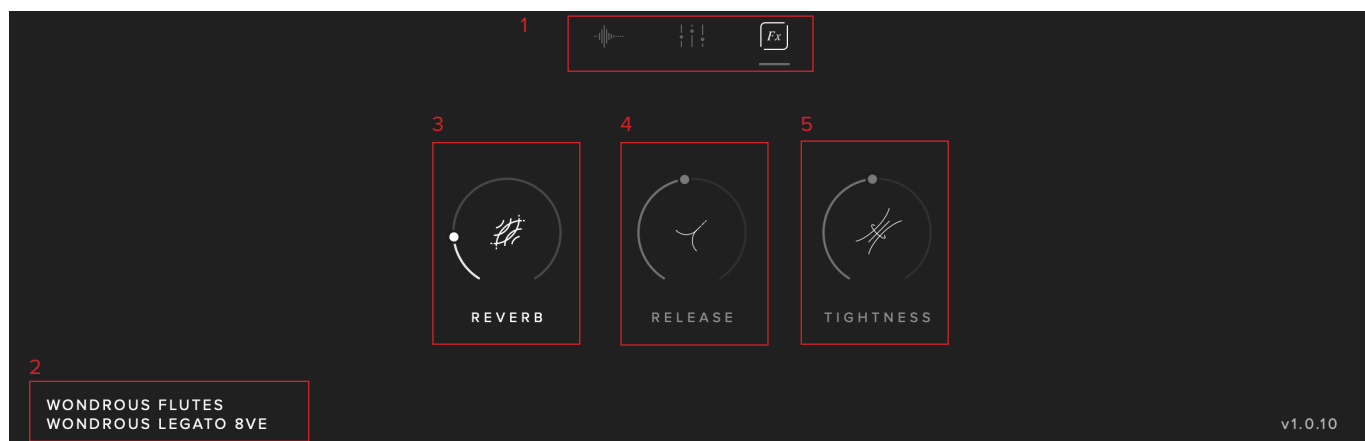 1
Fx
3
4
5
REVERB
RELEASE
TIGHTNESS
2
WONDROUS FLUTES
WONDROUS LEGATO 8VE
v1.0.10